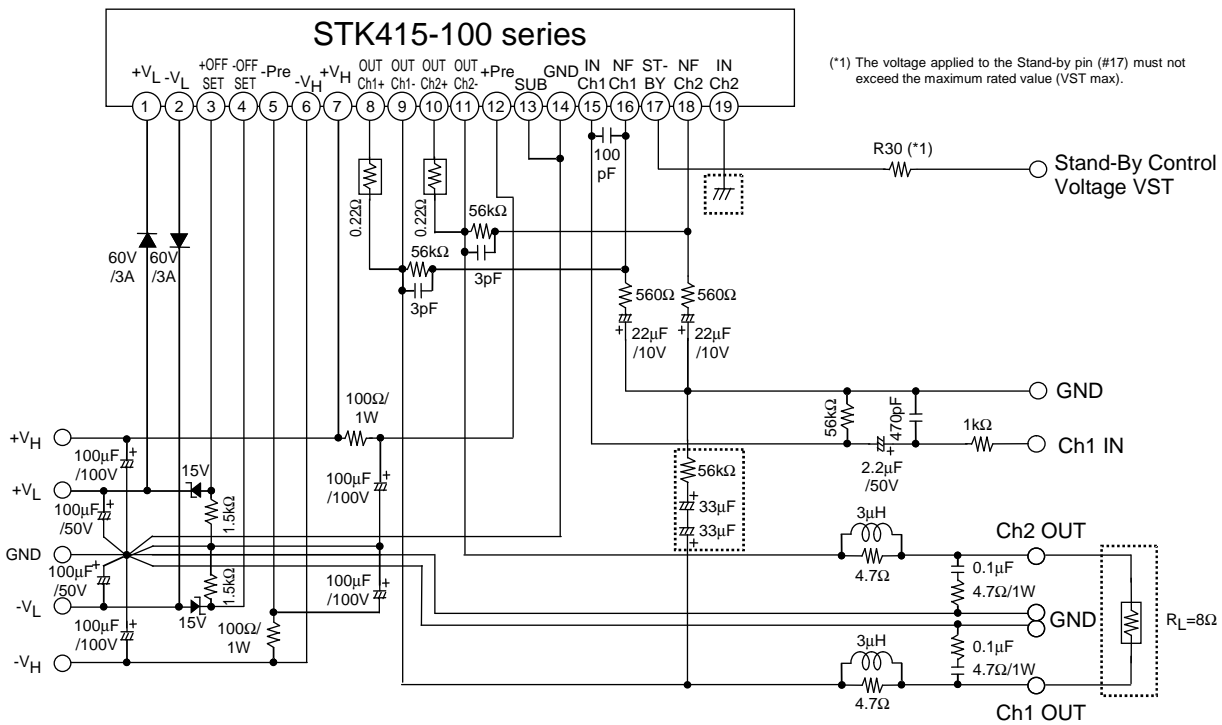 STK415-100 series
+VL
-VL
+OFF
SET
-OFF
SET
-Pre
-VH
+VH
OUT
Ch1+
OUT
Ch1-
OUT
Ch2+
OUT
Ch2-
+Pre
SUB
GND
IN
Ch1
NF
Ch1
ST-
BY
NF
Ch2
IN
Ch2
1 2 3 4 5 6 7 8 9 10 11 12 13 14 15 16 17 18 19
(*1) The voltage applied to the Stand-by pin (#17) must not
exceed the maximum rated value (VST max).
100
pF
R30 (*1)
Stand-By Control
Voltage VST
0.22Ω
0.22Ω
56kΩ
3pF
56kΩ
3pF
60V
/3A
60V
/3A
560Ω
560Ω
+
22μF
/10V
+
22μF
/10V
GND
56kΩ
470pF
1kΩ
Ch1 IN
+
2.2μF
/50V
100Ω/
1W
+VH
100μF
/100V
+
15V
100μF
/100V
+
+VL
100μF
/50V
+
1.5kΩ
56kΩ
+
33μF
33μF
+
GND
100μF
/50V
+
1.5kΩ
100μF
/100V
+
-VL
15V
100μF
/100V
+
100Ω/
1W
-VH
3μH
4.7Ω
Ch2 OUT
0.1μF
4.7Ω/1W
GND
RL=8Ω
0.1μF
4.7Ω/1W
3μH
4.7Ω
Ch1 OUT